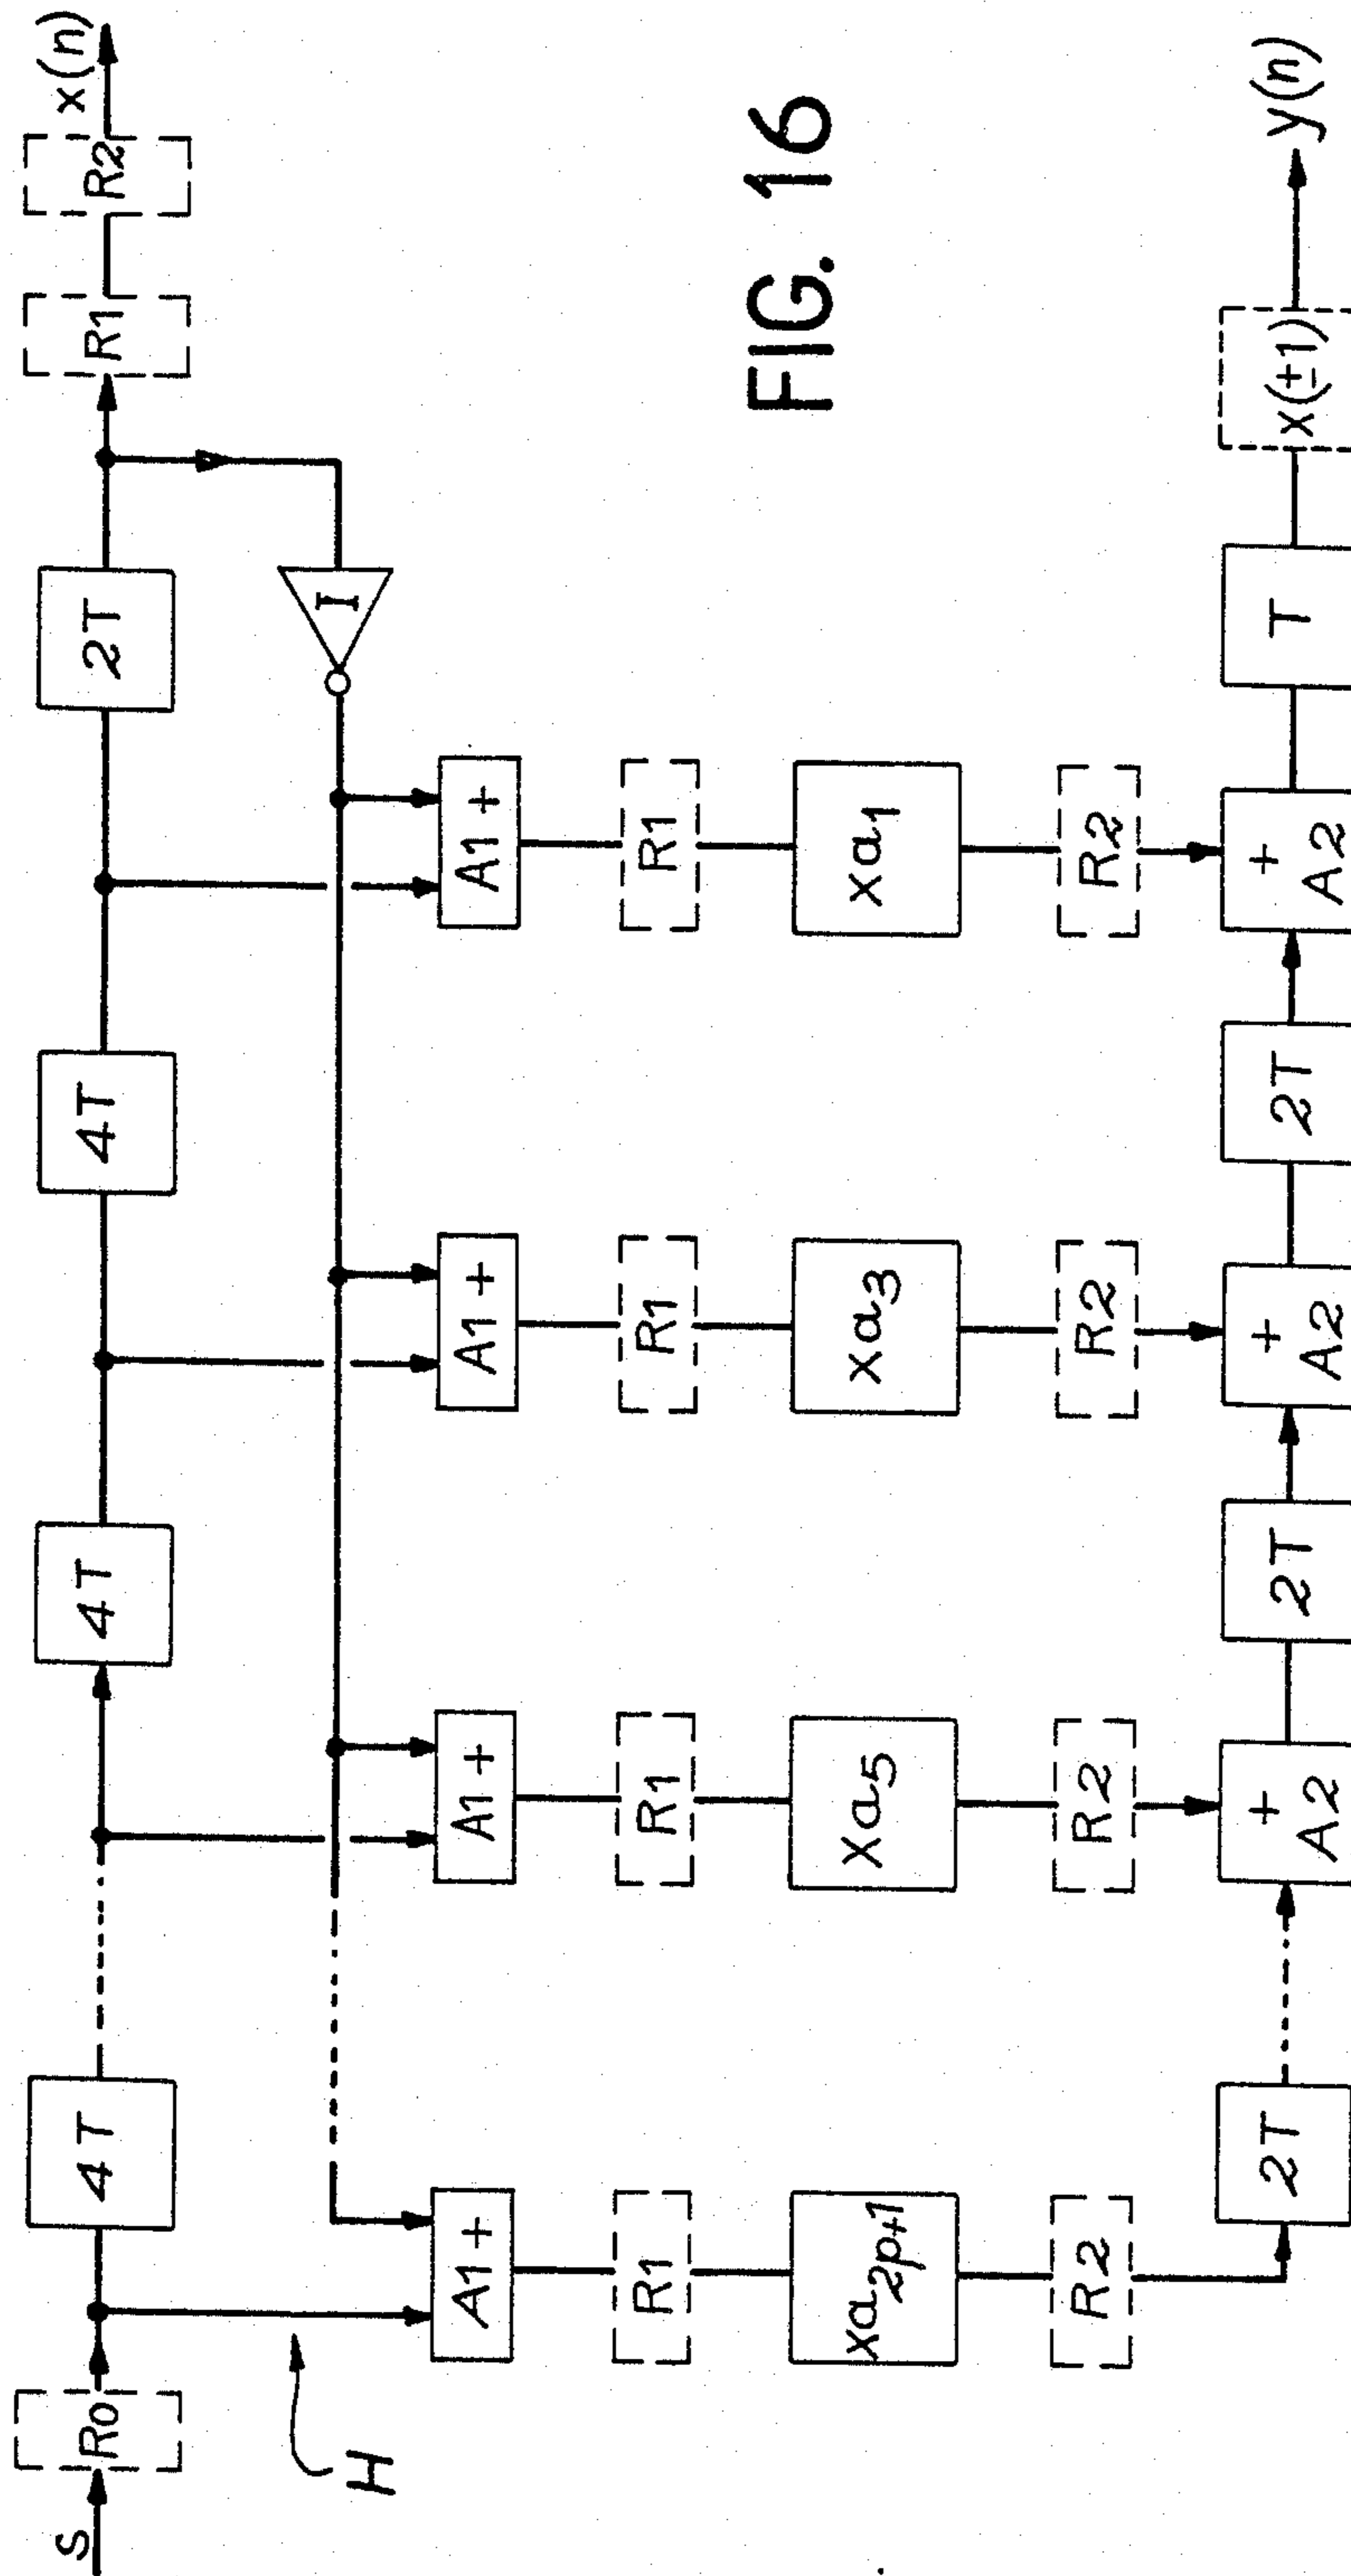 S
R0
4T
4T
4T
2T
R1
R2
x(n)
H
I
A1 +
A1 +
A1 +
A1 +
R1
R1
R1
R1
xa2p+1
xa5
xa3
xa1
R2
R2
R2
R2
2T
+ A2
2T
+ A2
2T
+ A2
T
x(±1)
y(n)
FIG. 16